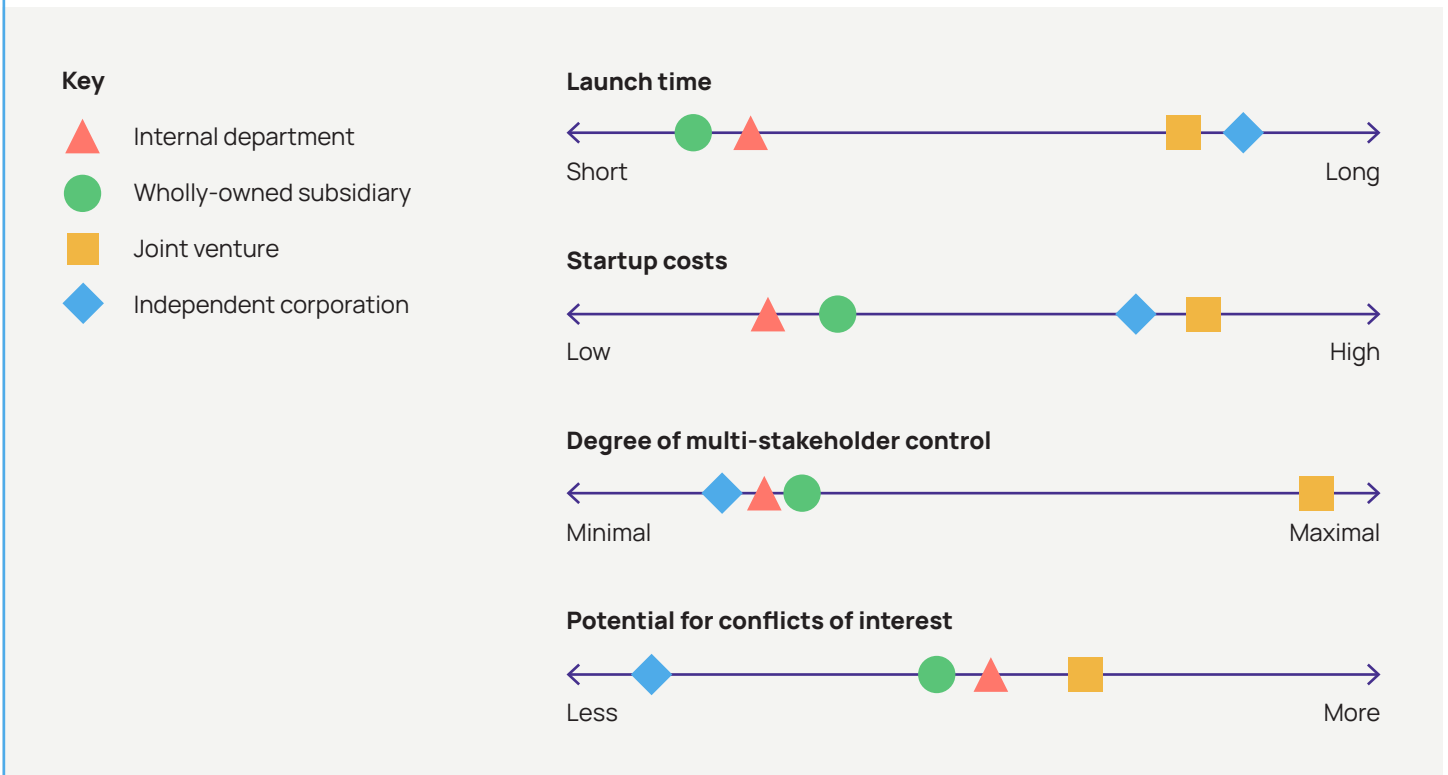 Key
Internal department
Wholly-owned subsidiary
Joint venture
Independent corporation
Launch time
Short
Long
Startup costs
Low
High
Degree of multi-stakeholder control
Minimal
Maximal
Potential for conflicts of interest
Less
More